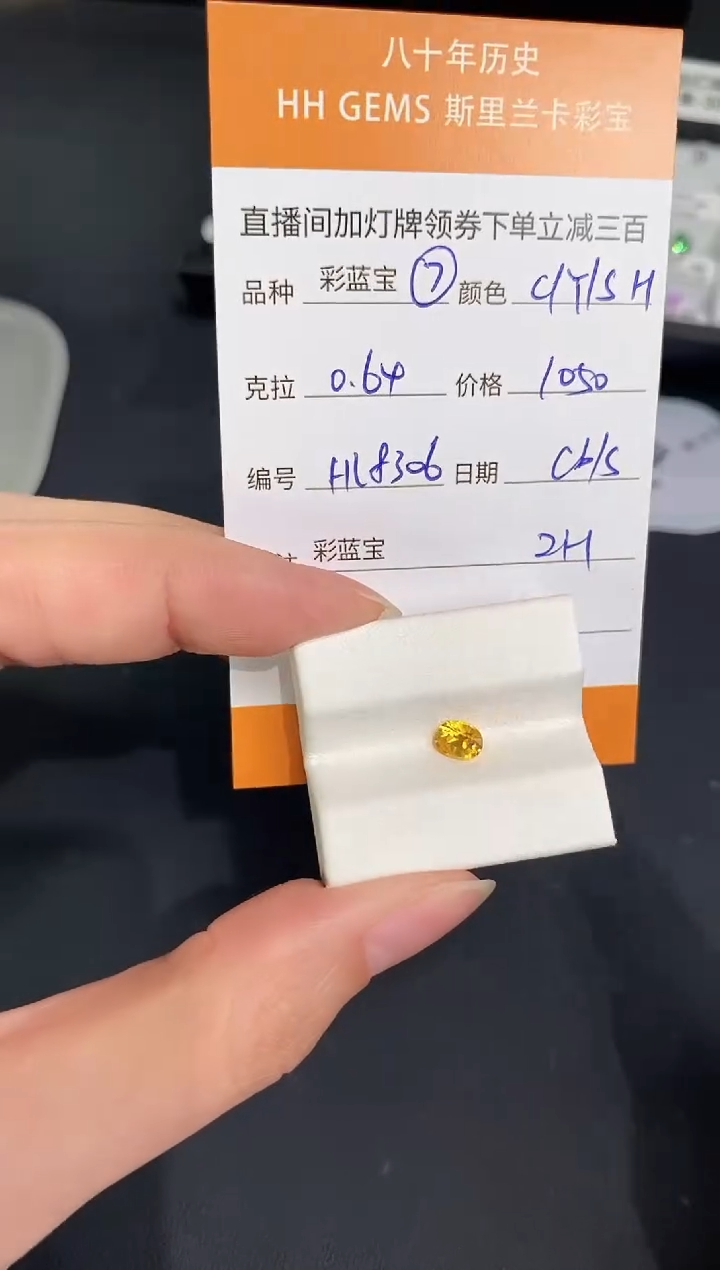 八十年历史
HH GEMS 斯里兰卡彩宝
直播间加灯牌领券下单立减三百
品种 彩蓝宝 ⑦ 颜色 C/Y/S H
克拉 0.64 价格 1050
编号 HL8306 日期
彩蓝宝 2H